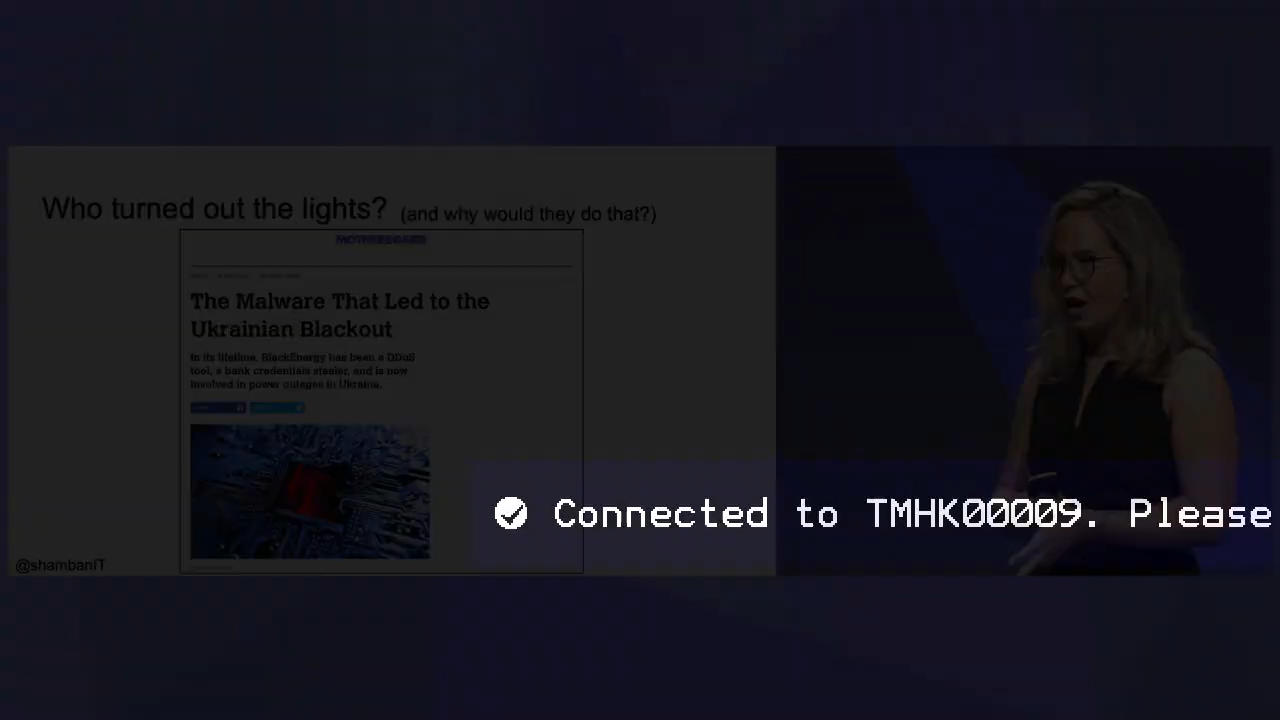 Who turned out the lights? (and why would they do that?)
MOTHERBOARD
The Malware That Led to the
Ukrainian Blackout
In its lifetime, BlackEnergy has been a DDoS
tool, a bank credentials stealer, and is now
involved in power outages in Ukraine.
Connected to TMHK00009. Please
@shambanIT